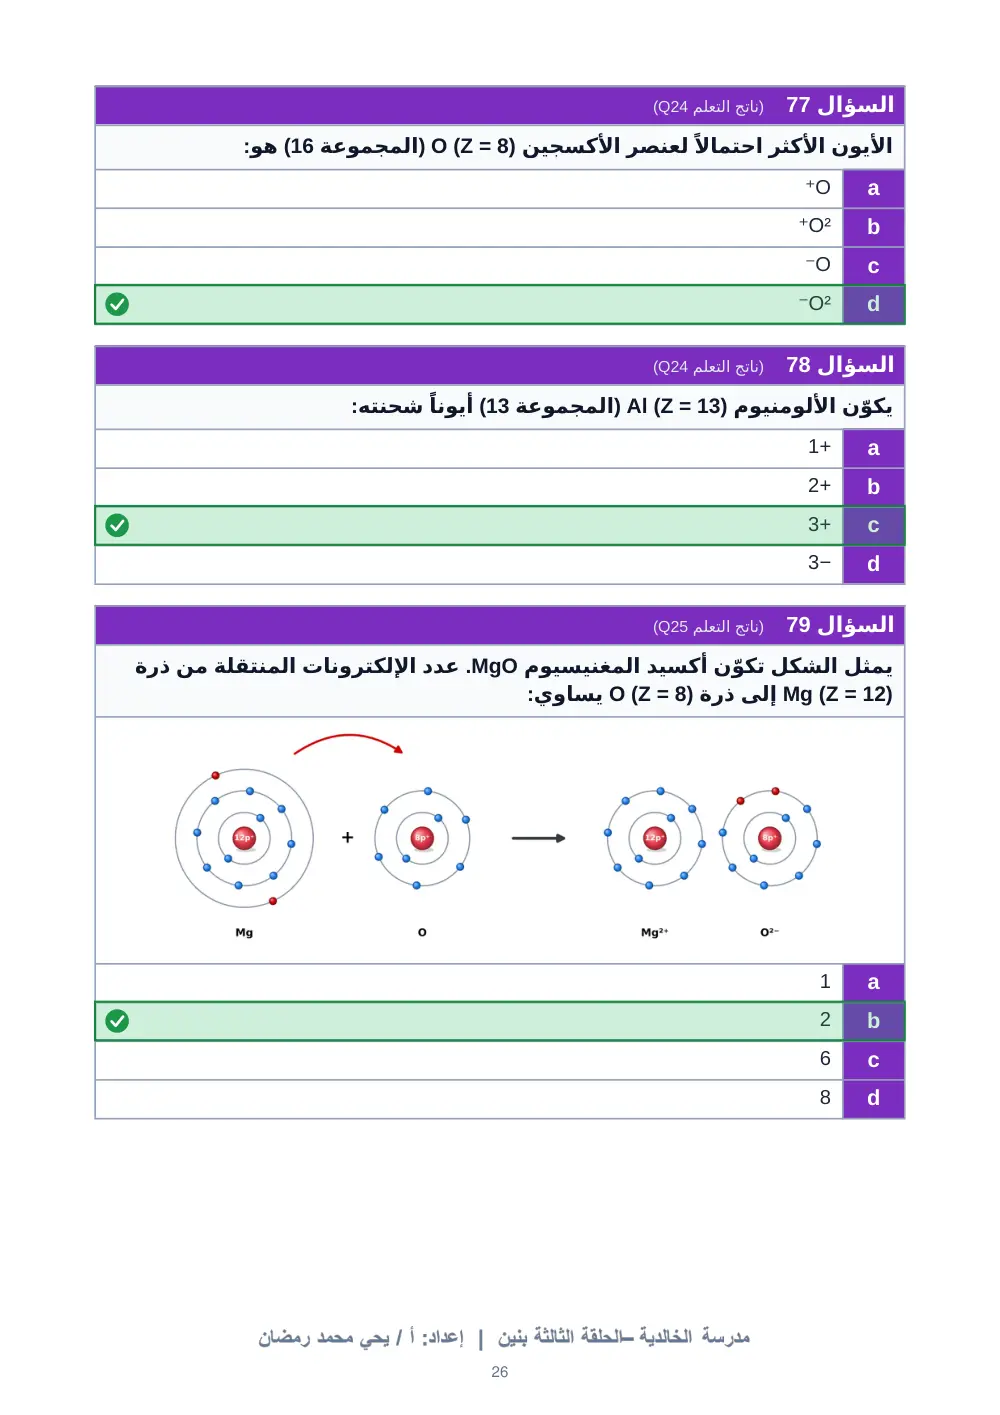 السؤال 77 (ناتج التعلم Q24)
الأيون الأكثر احتمالاً لعنصر الأكسجين O (Z = 8) (المجموعة 16) هو:
a O⁺
b O²⁺
c O⁻
d O²⁻
السؤال 78 (ناتج التعلم Q24)
يكوّن الألومنيوم Al (Z = 13) (المجموعة 13) أيوناً شحنته:
a 1+
b 2+
c 3+
d 3−
السؤال 79 (ناتج التعلم Q25)
يمثل الشكل تكوّن أكسيد المغنيسيوم MgO. عدد الإلكترونات المنتقلة من ذرة
Mg (Z = 12) إلى ذرة O (Z = 8) يساوي:
12p⁺ + 8p⁺ 12p⁺ 8p⁺
Mg O Mg²⁺ O²⁻
a 1
b 2
c 6
d 8
مدرسة الخالدية –الحلقة الثالثة بنين | إعداد: أ / يحي محمد رمضان
26